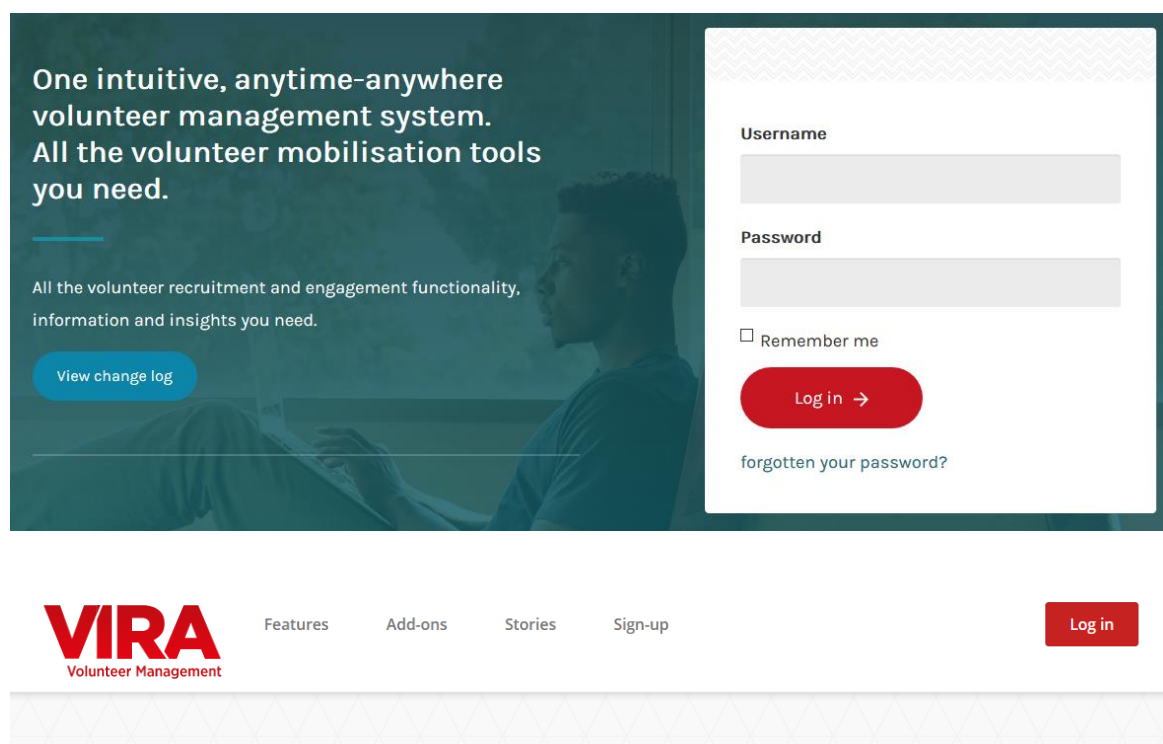 One intuitive, anytime-anywhere
volunteer management system.
All the volunteer mobilisation tools
you need.
All the volunteer recruitment and engagement functionality,
information and insights you need.
View change log
Username
Password
Remember me
Log in →
forgotten your password?
VIRA
Volunteer Management
Features
Add-ons
Stories
Sign-up
Log in